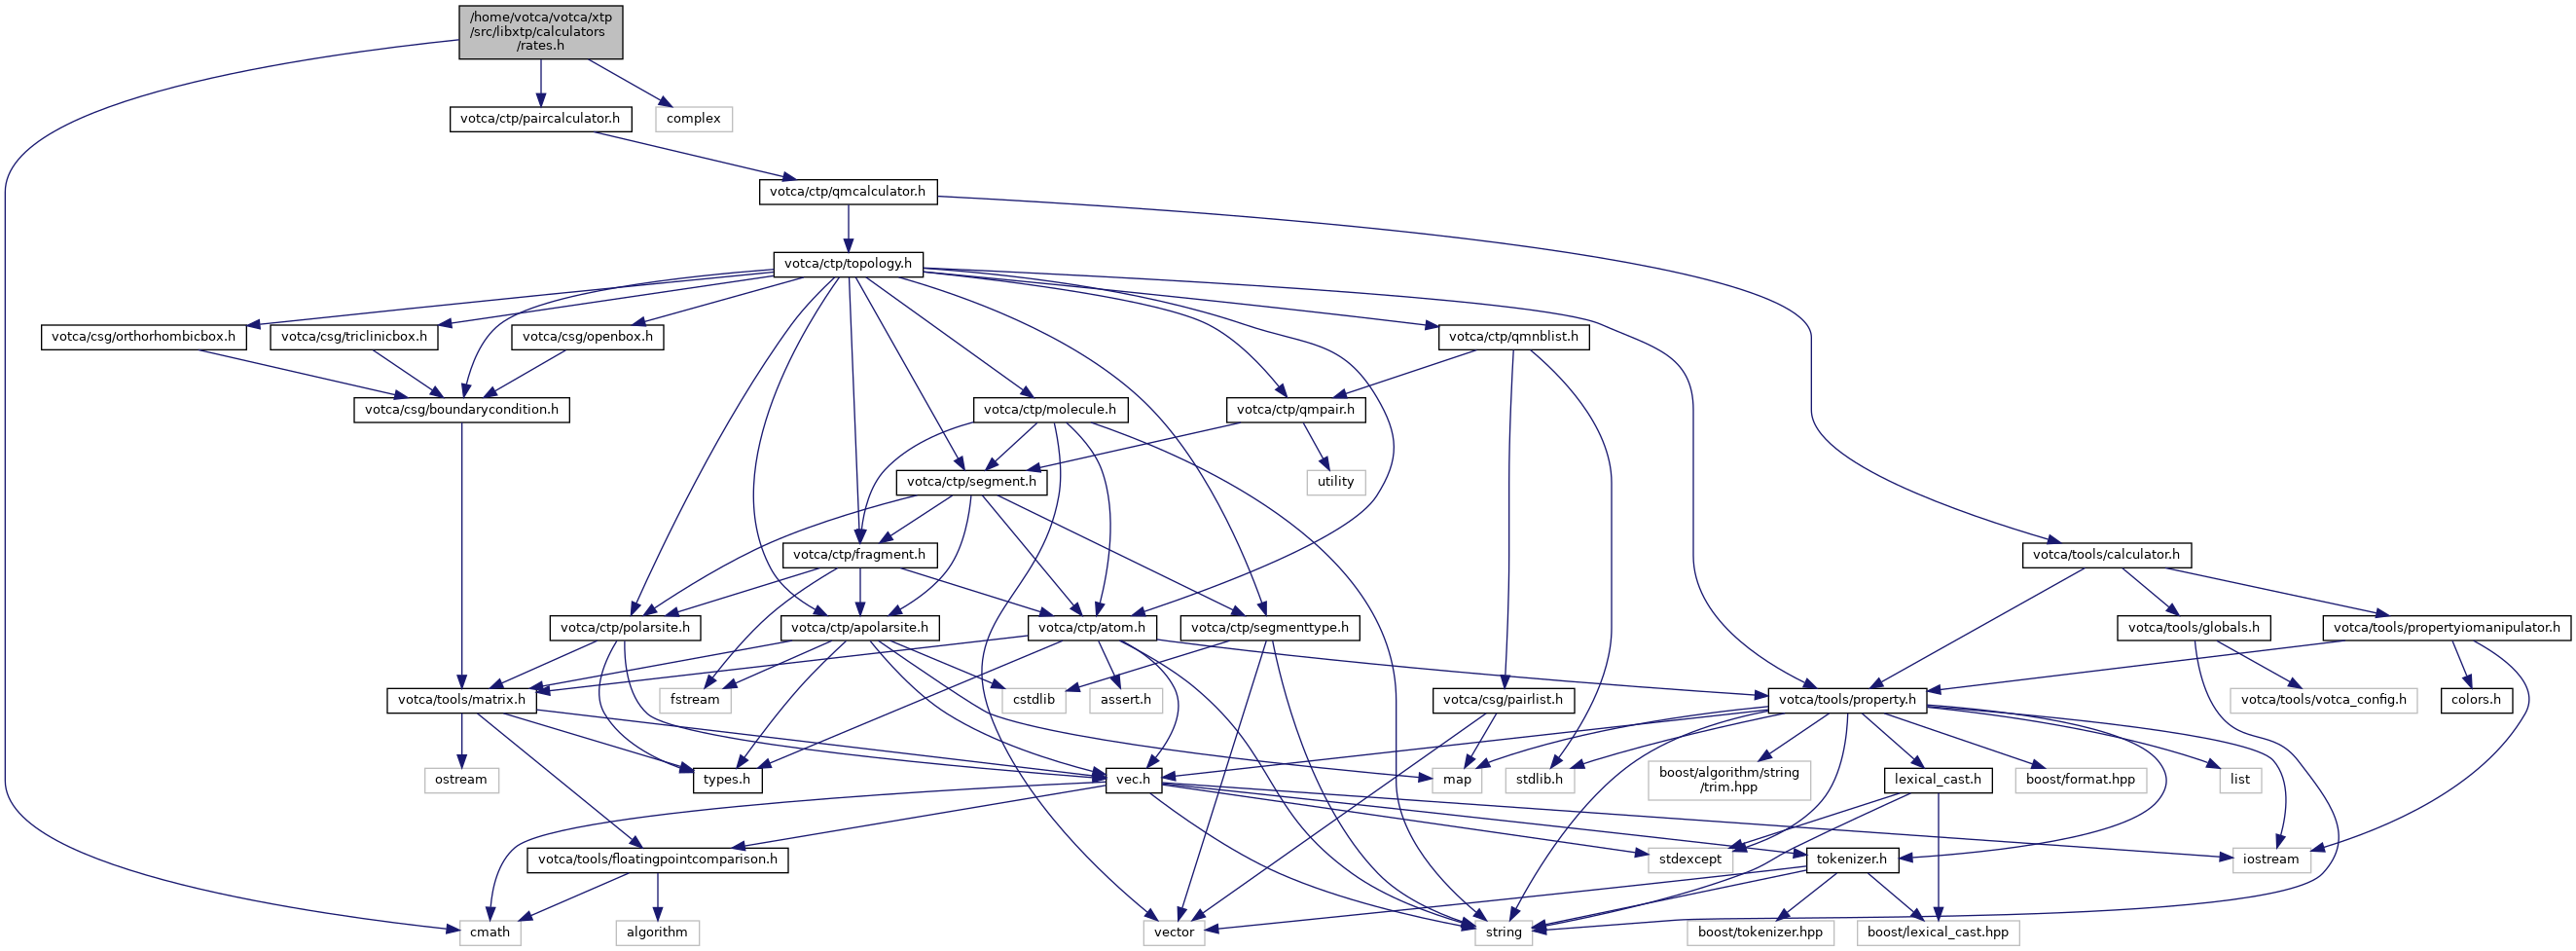 /home/votca/votca/xtp
/src/libxtp/calculators
/rates.h
votca/ctp/paircalculator.h
complex
votca/ctp/qmcalculator.h
votca/ctp/topology.h
votca/csg/orthorhombicbox.h
votca/csg/triclinicbox.h
votca/csg/openbox.h
votca/ctp/qmnblist.h
votca/csg/boundarycondition.h
votca/ctp/molecule.h
votca/ctp/qmpair.h
votca/ctp/segment.h
utility
votca/ctp/fragment.h
votca/tools/calculator.h
votca/ctp/polarsite.h
votca/ctp/apolarsite.h
votca/ctp/atom.h
votca/ctp/segmenttype.h
votca/tools/globals.h
votca/tools/propertyiomanipulator.h
votca/tools/matrix.h
fstream
cstdlib
assert.h
votca/csg/pairlist.h
votca/tools/property.h
votca/tools/votca_config.h
colors.h
ostream
types.h
vec.h
map
stdlib.h
boost/algorithm/string
/trim.hpp
lexical_cast.h
boost/format.hpp
list
votca/tools/floatingpointcomparison.h
stdexcept
tokenizer.h
iostream
cmath
algorithm
vector
string
boost/tokenizer.hpp
boost/lexical_cast.hpp